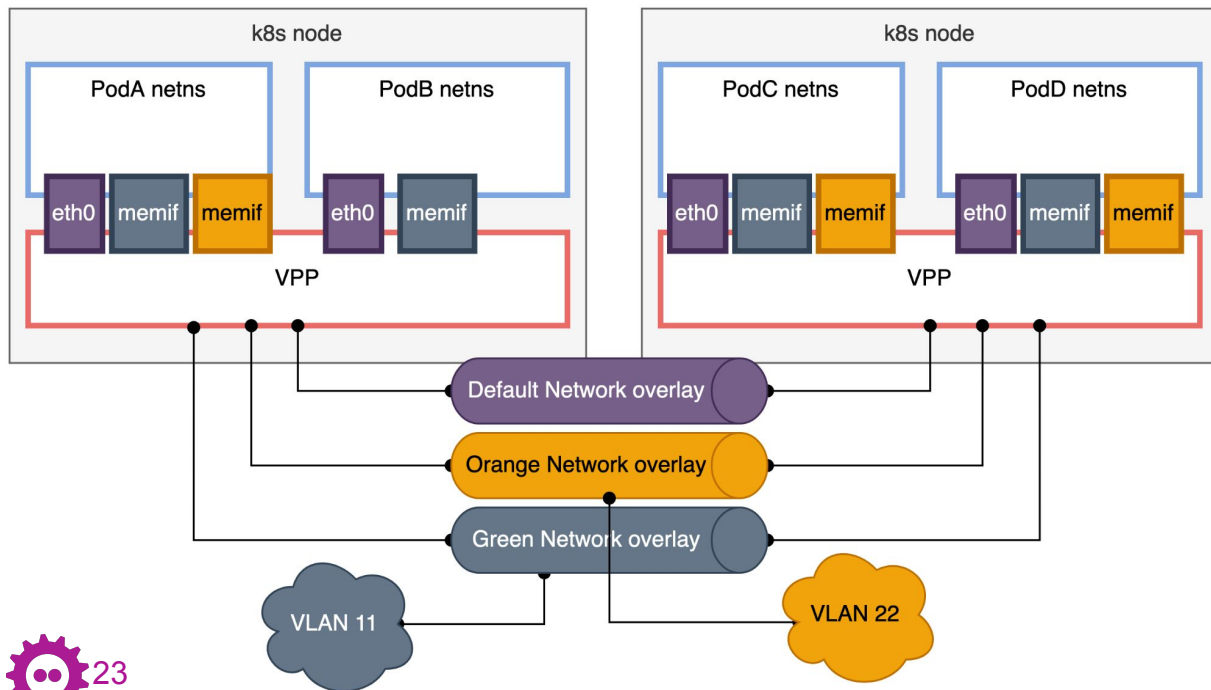 k8s node
PodA netns
PodB netns
eth0
memif
memif
eth0
memif
VPP
k8s node
PodC netns
PodD netns
eth0
memif
memif
eth0
memif
memif
VPP
Default Network overlay
Orange Network overlay
Green Network overlay
VLAN 11
VLAN 22
23